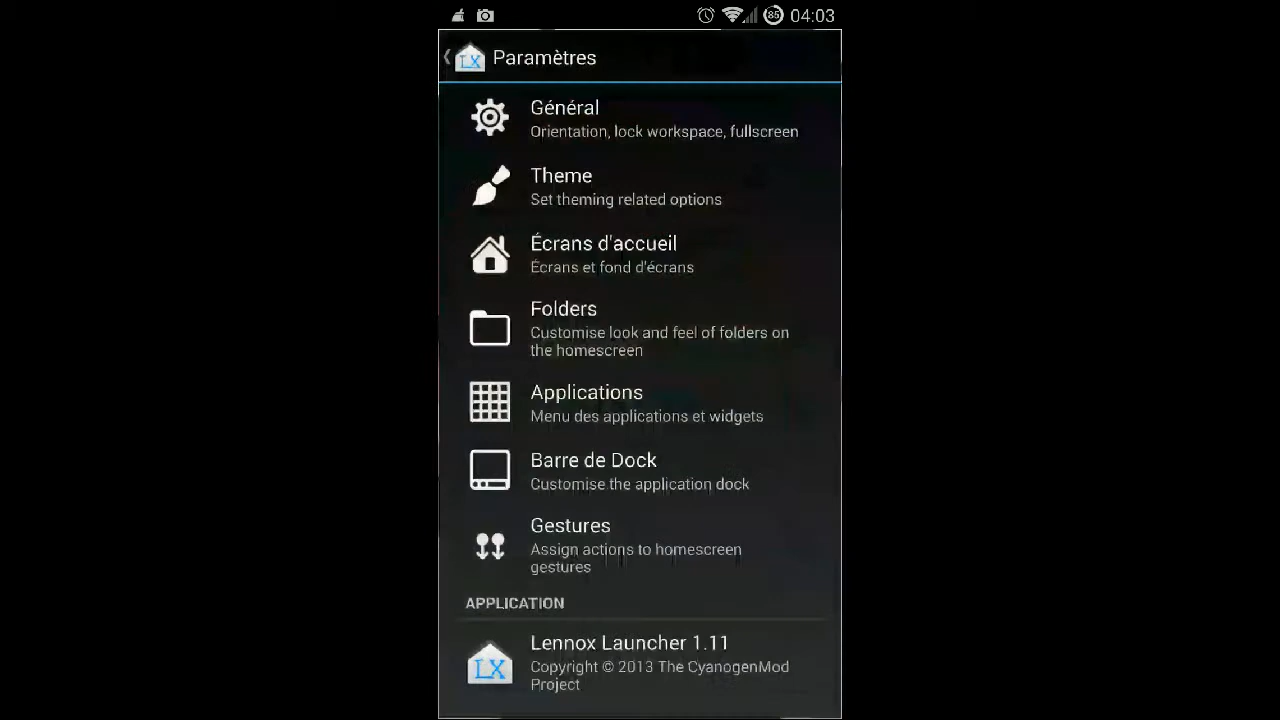 85 04:03
LX Paramètres
Général
Orientation, lock workspace, fullscreen
Theme
Set theming related options
Écrans d'accueil
Écrans et fond d'écrans
Folders
Customise look and feel of folders on
the homescreen
Applications
Menu des applications et widgets
Barre de Dock
Customise the application dock
Gestures
Assign actions to homescreen
gestures
APPLICATION
Lennox Launcher 1.11
LX
Copyright © 2013 The CyanogenMod
Project